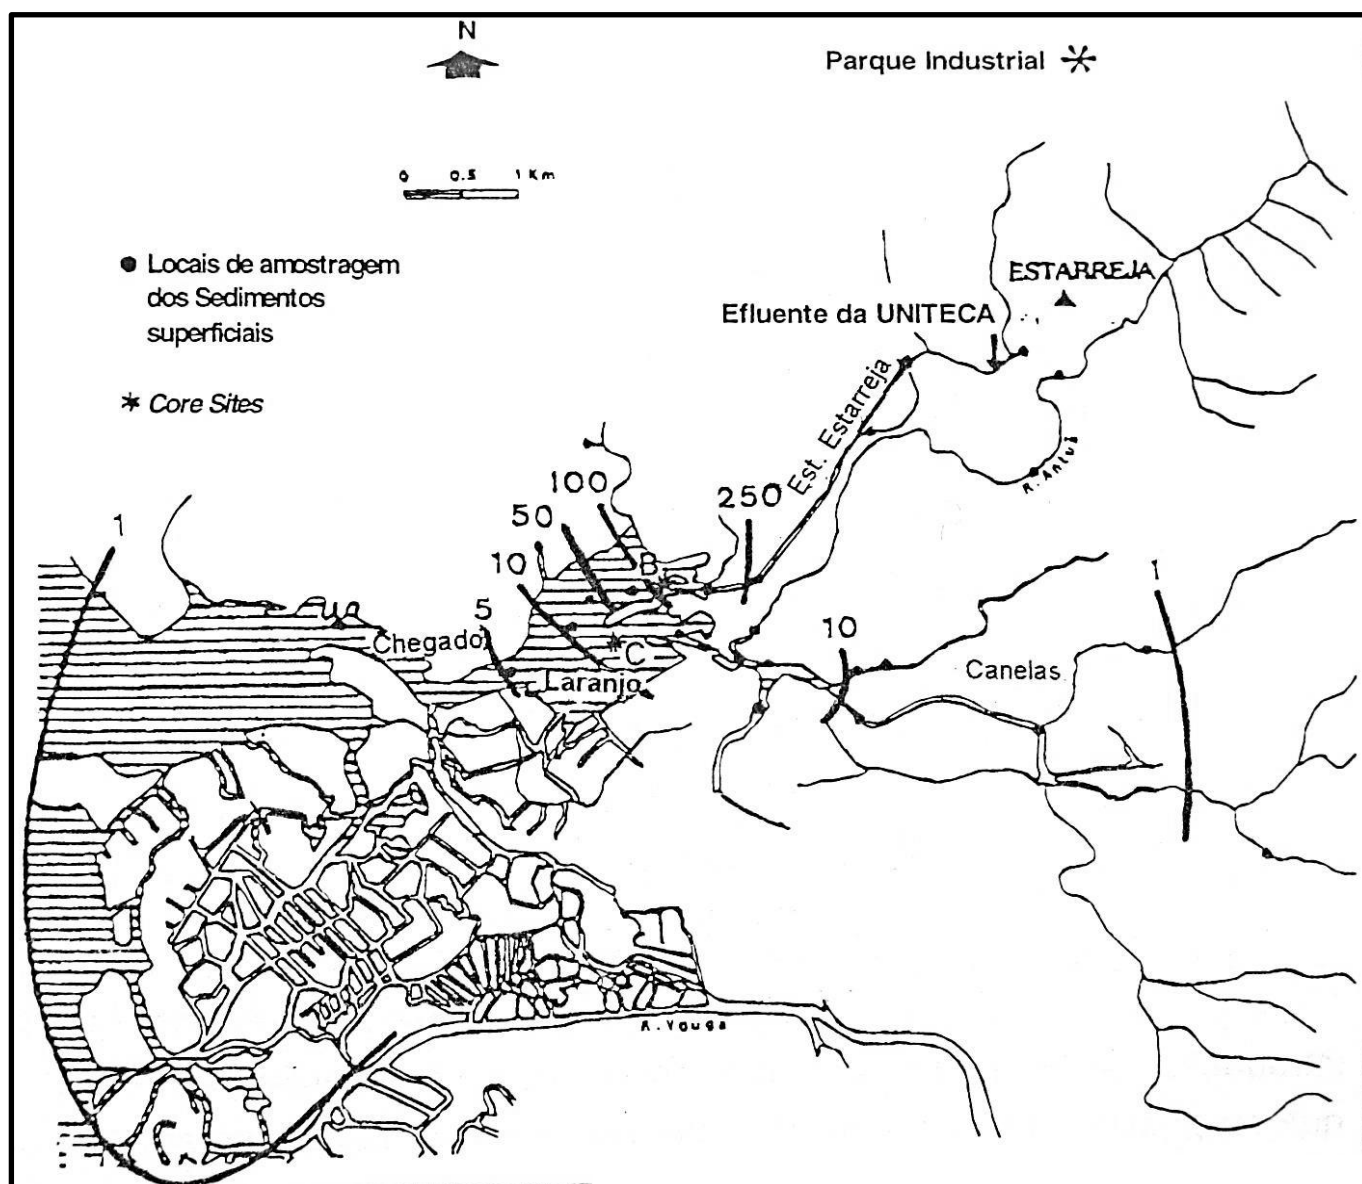 N
Parque Industrial
0 0.5 1 Km
Locais de amostragem
dos Sedimentos
superficiais
ESTARREJA
Efluente da UNITECA
Core Sites
Est. Estarreja
R. Antuã
100
250
50
1
B
10
1
5
10
Chegado
C
Canelas
Laranjo
R. Vouga